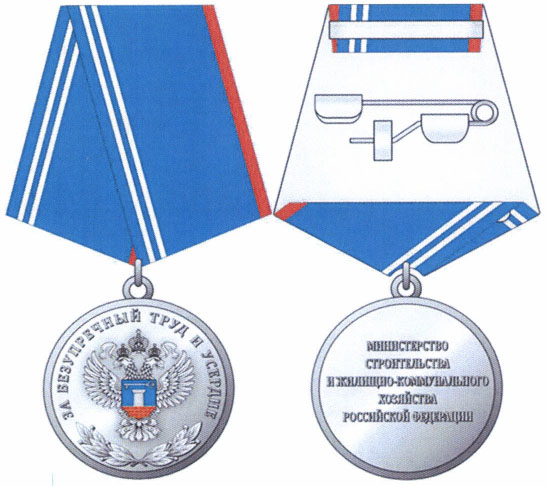 ЗА БЕЗУПРЕЧНЫЙ ТРУД И УСЕРДИЕ
МИНИСТЕРСТВО
СТРОИТЕЛЬСТВА
И ЖИЛИЩНО-КОММУНАЛЬНОГО
ХОЗЯЙСТВА
РОССИЙСКОЙ ФЕДЕРАЦИИ